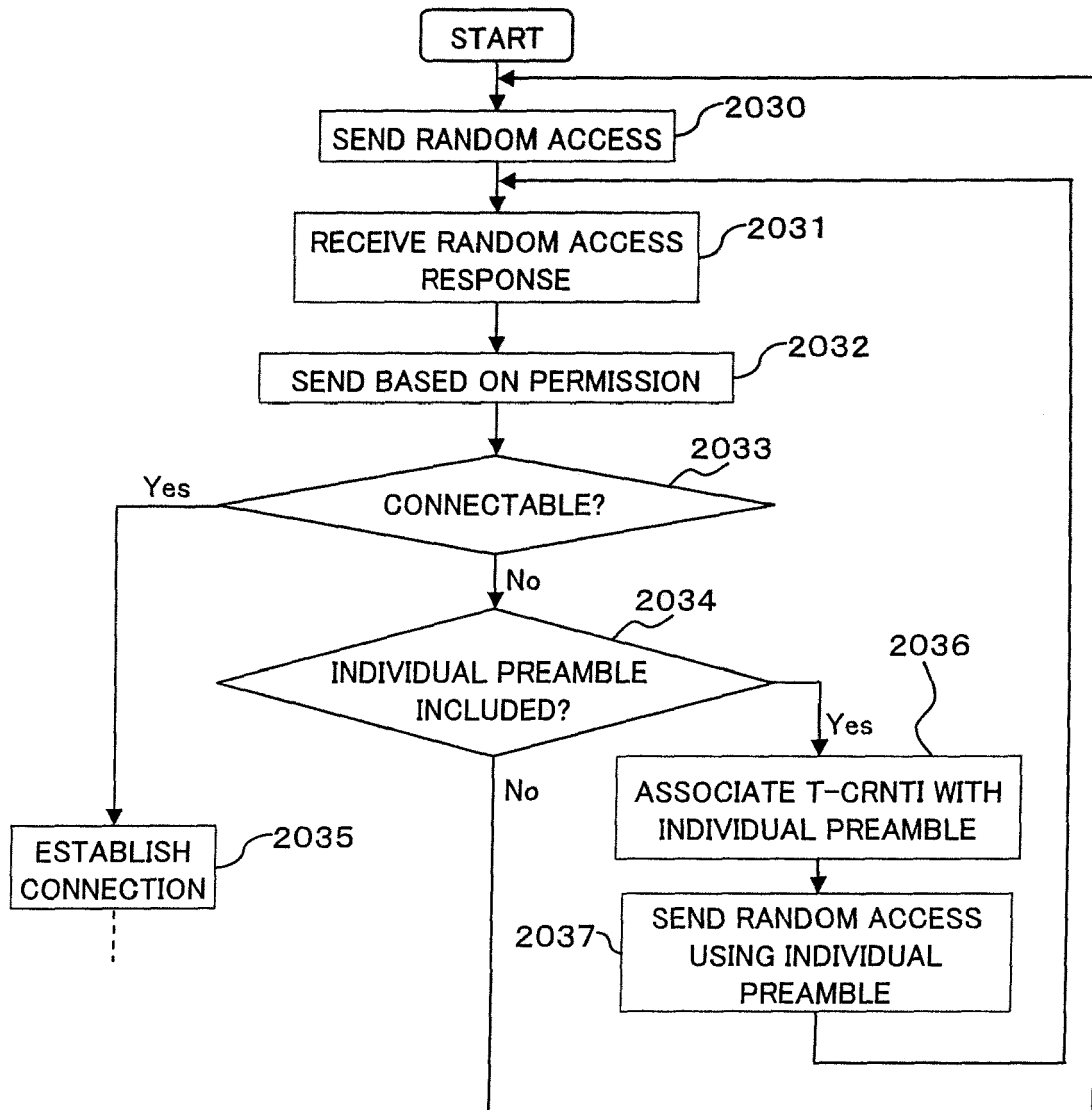 START
2030
SEND RANDOM ACCESS
2031
RECEIVE RANDOM ACCESS
RESPONSE
2032
SEND BASED ON PERMISSION
2033
Yes
CONNECTABLE?
No
2034
INDIVIDUAL PREAMBLE
INCLUDED?
2036
Yes
No
ASSOCIATE T-CRNTI WITH
INDIVIDUAL PREAMBLE
2035
ESTABLISH
CONNECTION
2037
SEND RANDOM ACCESS
USING INDIVIDUAL
PREAMBLE